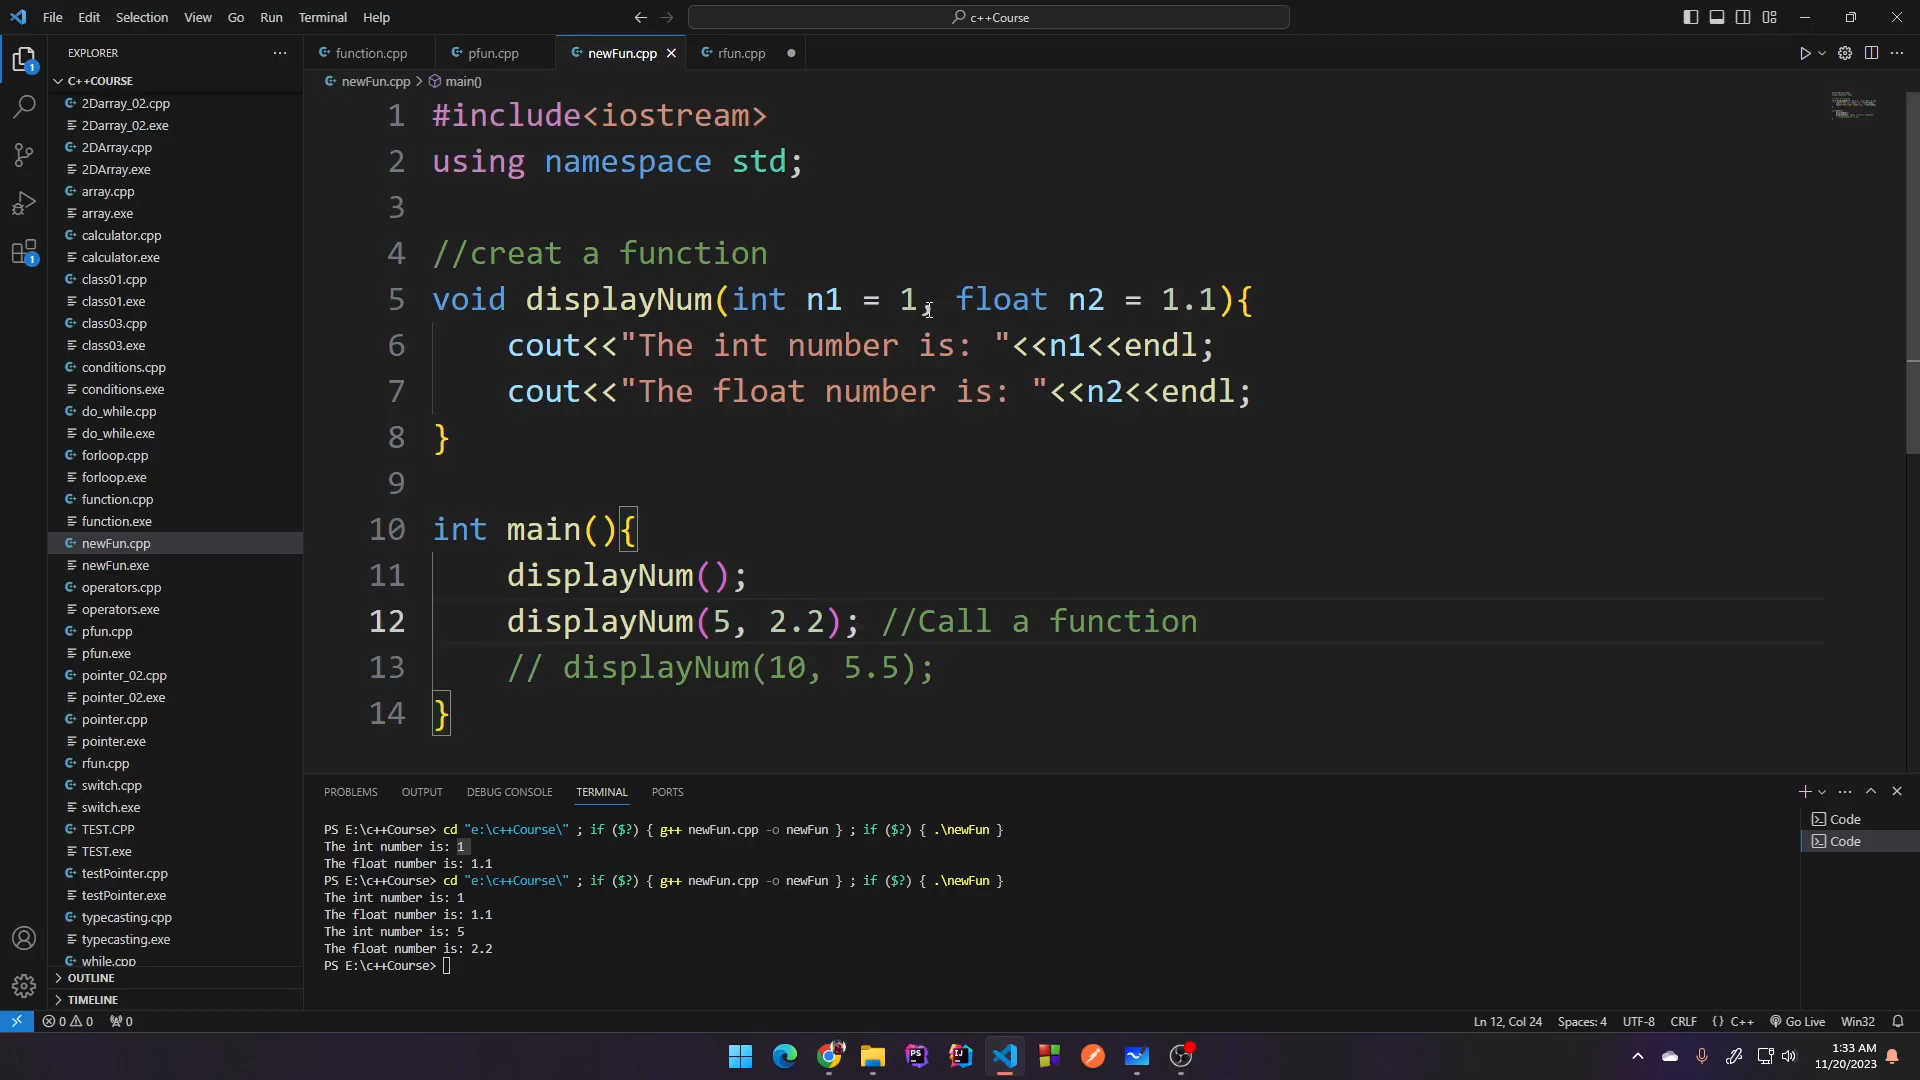 File Edit Selection View Go Run Terminal Help
c++Course
EXPLORER
C++COURSE
2Darray_02.cpp
2Darray_02.exe
2DArray.cpp
2DArray.exe
array.cpp
array.exe
calculator.cpp
calculator.exe
class01.cpp
class01.exe
class03.cpp
class03.exe
conditions.cpp
conditions.exe
do_while.cpp
do_while.exe
forloop.cpp
forloop.exe
function.cpp
function.exe
newFun.cpp
newFun.exe
operators.cpp
operators.exe
pfun.cpp
pfun.exe
pointer_02.cpp
pointer_02.exe
pointer.cpp
pointer.exe
rfun.cpp
switch.cpp
switch.exe
TEST.CPP
TEST.exe
testPointer.cpp
testPointer.exe
typecasting.cpp
typecasting.exe
while.cpp
OUTLINE
TIMELINE
function.cpp pfun.cpp newFun.cpp rfun.cpp
newFun.cpp > main()
1 #include<iostream>
2 using namespace std;
3
4 //creat a function
5 void displayNum(int n1 = 1, float n2 = 1.1){
6 cout<<"The int number is: "<<n1<<endl;
7 cout<<"The float number is: "<<n2<<endl;
8 }
9
10 int main(){
11 displayNum();
12 displayNum(5, 2.2); //Call a function
13 // displayNum(10, 5.5);
14 }
PROBLEMS OUTPUT DEBUG CONSOLE TERMINAL PORTS
PS E:\c++Course> cd "e:\c++Course\" ; if ($?) { g++ newFun.cpp -o newFun } ; if ($?) { .\newFun }
The int number is: 1
The float number is: 1.1
PS E:\c++Course> cd "e:\c++Course\" ; if ($?) { g++ newFun.cpp -o newFun } ; if ($?) { .\newFun }
The int number is: 1
The float number is: 1.1
The int number is: 5
The float number is: 2.2
PS E:\c++Course>
Code
Code
0 0 0
Ln 12, Col 24 Spaces: 4 UTF-8 CRLF {} C++ Go Live Win32
1:33 AM
11/20/2023